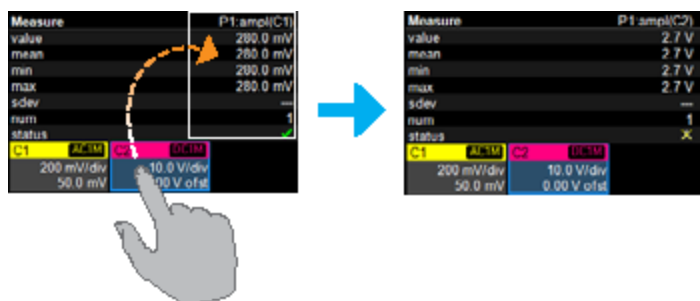 Measure P1:ampl(C1)
value 280.0 mV
mean 280.0 mV
min 280.0 mV
max 280.0 mV
sdev ---
num 1
status
C1 AC1M C2 DC1M
200 mV/div 10.0 V/div
50.0 mV 00 V ofst
Measure P1:ampl(C2)
value 2.7 V
mean 2.7 V
min 2.7 V
max 2.7 V
sdev ---
num 1
status
C1 AC1M C2 DC1M
200 mV/div 10.0 V/div
50.0 mV 0.00 V ofst